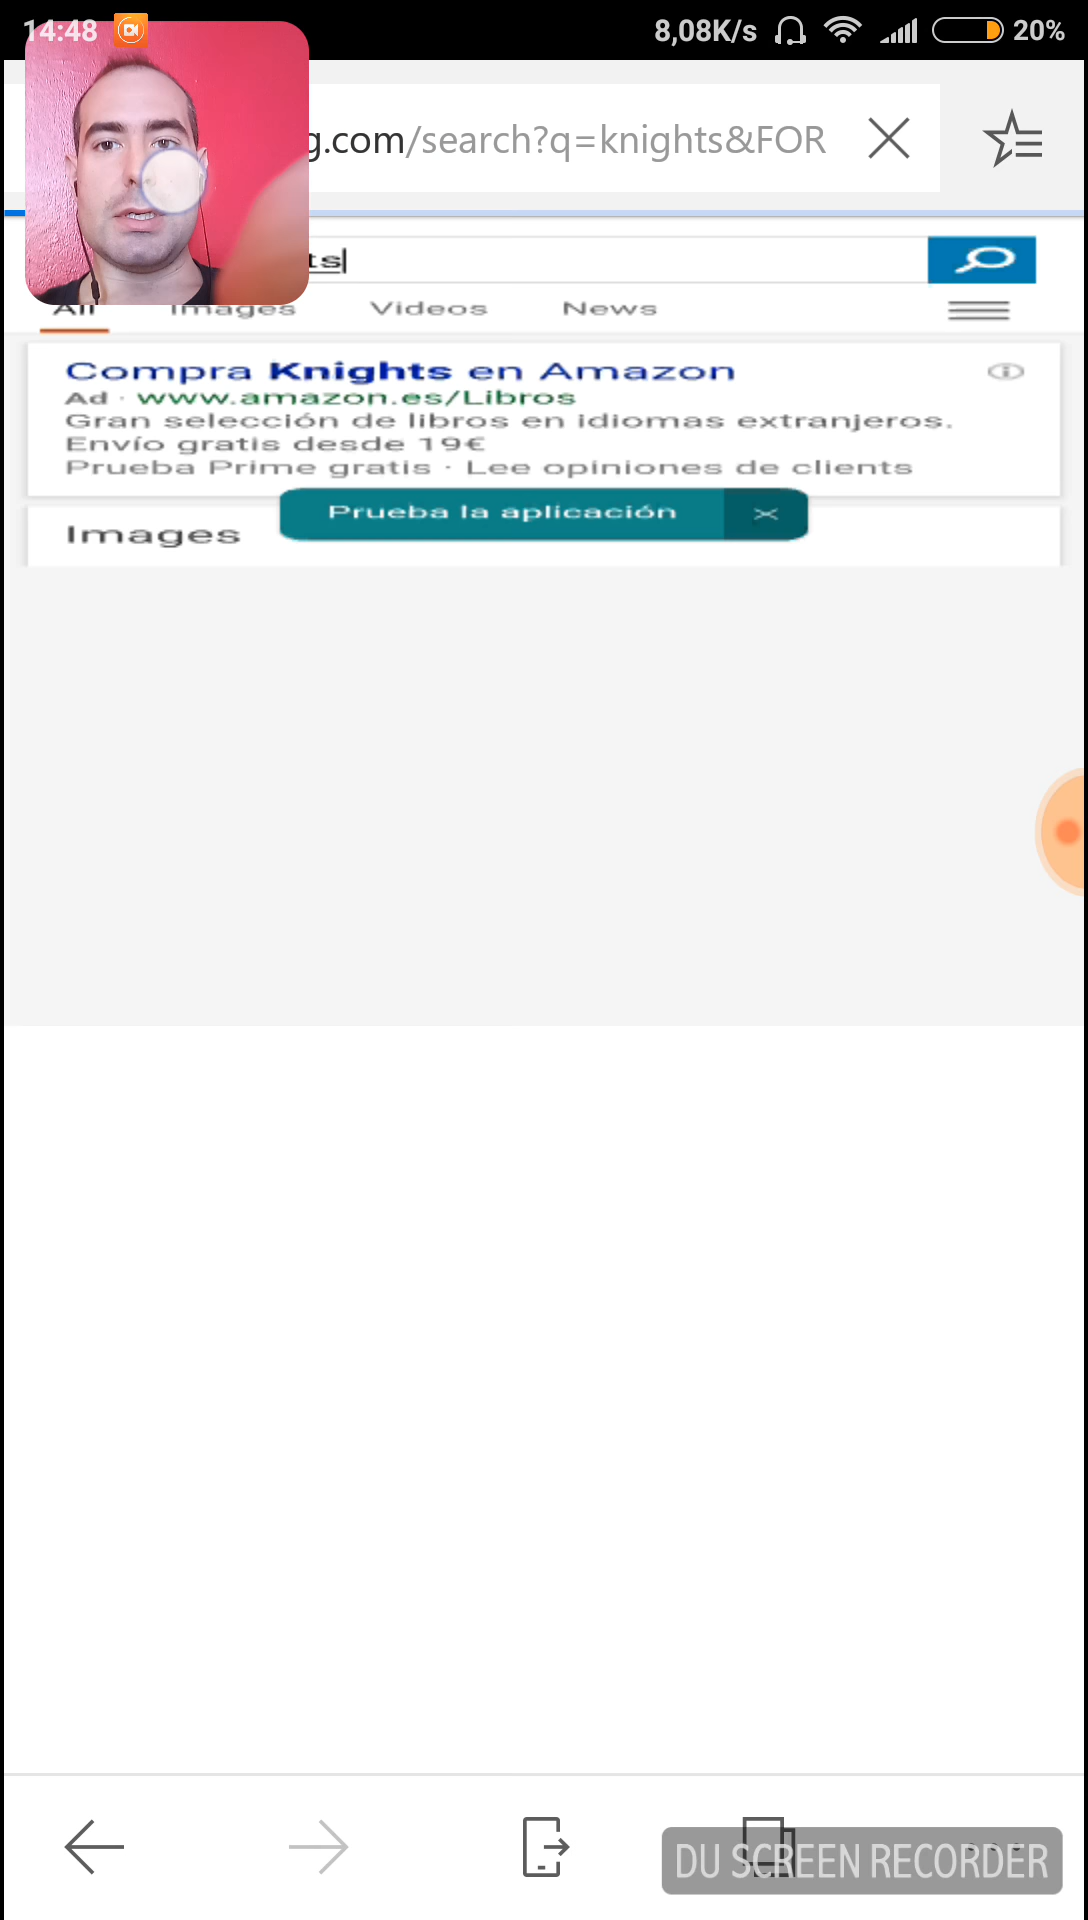 14:48
8,08K/s
20%
g.com/search?q=knights&FOR
ts
All Images Videos News
Compra Knights en Amazon
Ad · www.amazon.es/Libros
Gran selección de libros en idiomas extranjeros.
Envío gratis desde 19€
Prueba Prime gratis · Lee opiniones de clients
Prueba la aplicación
Images
DU SCREEN RECORDER